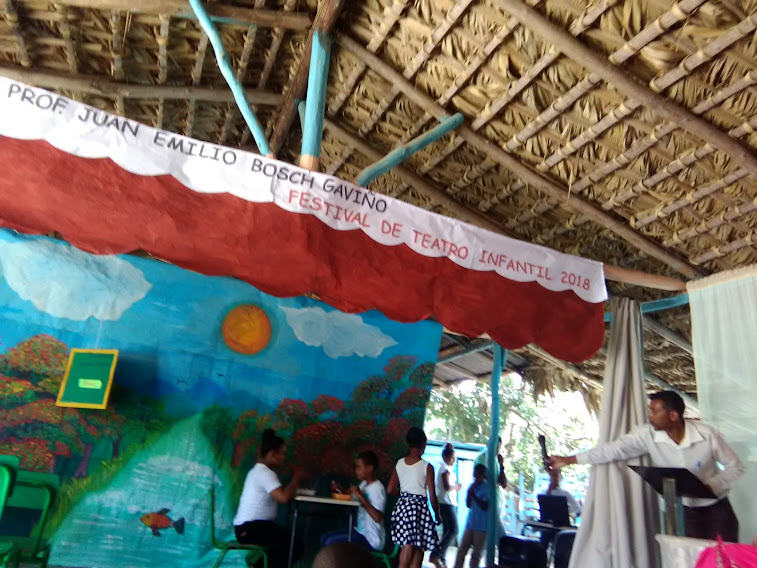 PROF. JUAN EMILIO BOSCH GAVIÑO
FESTIVAL DE TEATRO INFANTIL 2018